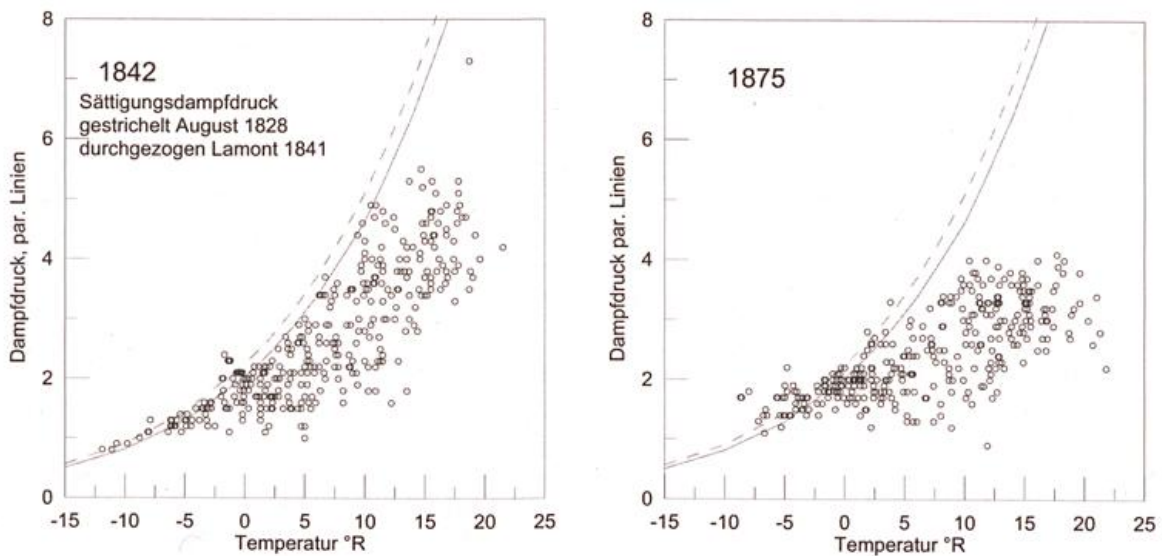 1842
Sättigungsdampfdruck
gestrichelt August 1828
durchgezogen Lamont 1841
Dampfdruck, par. Linien
8
6
4
2
0
-15 -10 -5 0 5 10 15 20 25
Temperatur °R
1875
Dampfdruck par. Linien
8
6
4
2
0
-15 -10 -5 0 5 10 15 20 25
Temperatur °R